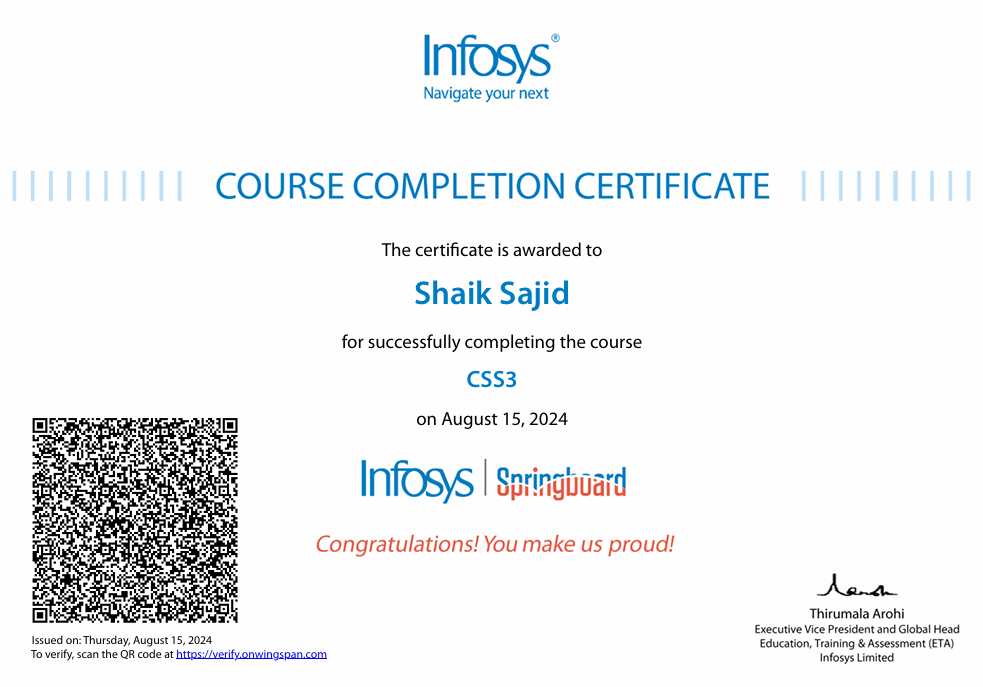 Infosys®
Navigate your next
COURSE COMPLETION CERTIFICATE
The certificate is awarded to
Shaik Sajid
for successfully completing the course
CSS3
on August 15, 2024
Infosys | Springboard
Congratulations! You make us proud!
Issued on: Thursday, August 15, 2024
To verify, scan the QR code at https://verify.onwingspan.com
Thirumala Arohi
Executive Vice President and Global Head
Education, Training & Assessment (ETA)
Infosys Limited